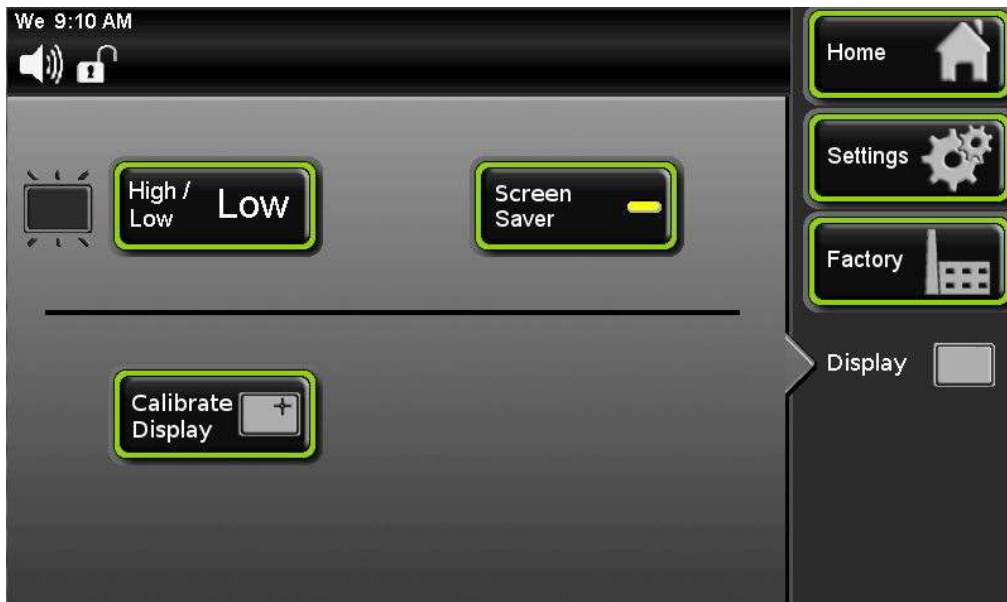 We 9:10 AM
Home
Settings
Factory
Display
High /
Low
Low
Screen
Saver
Calibrate
Display